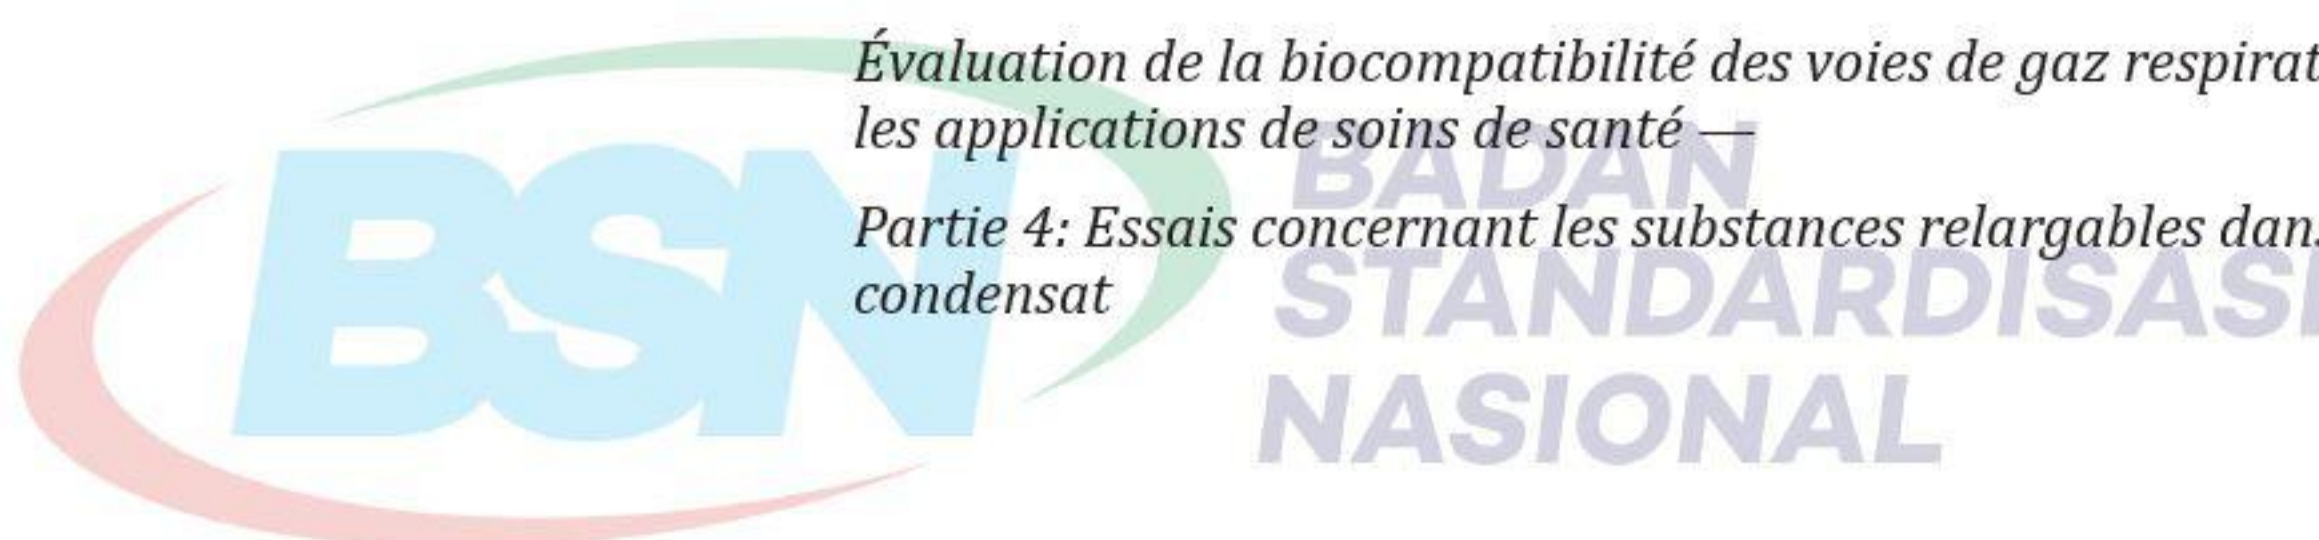 Évaluation de la biocompatibilité des voies de gaz respirat
les applications de soins de santé —
Partie 4: Essais concernant les substances relargables dans
condensat
BSN
BADAN
STANDARDISASI
NASIONAL